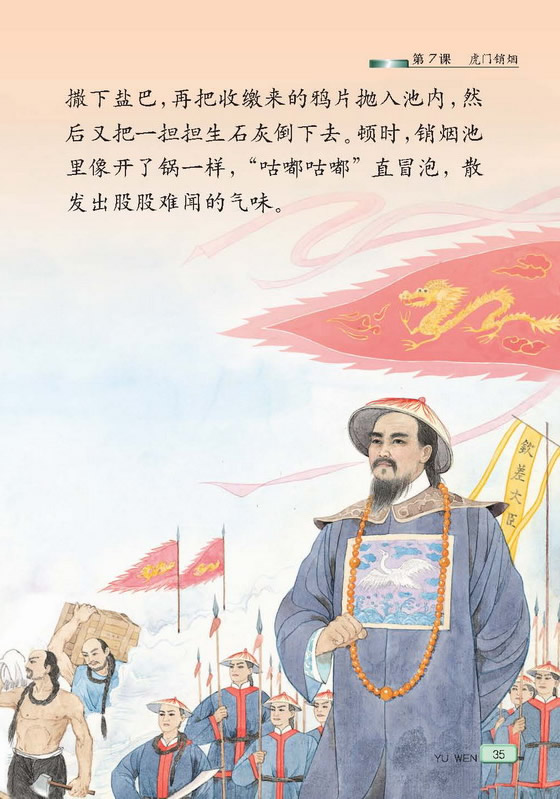 第7课 虎门销烟
撒下盐巴，再把收缴来的鸦片抛入池内，然
后又把一担担生石灰倒下去。顿时，销烟池
里像开了锅一样，“咕嘟咕嘟”直冒泡，散
发出股股难闻的气味。
欽差大臣
YU WEN 35